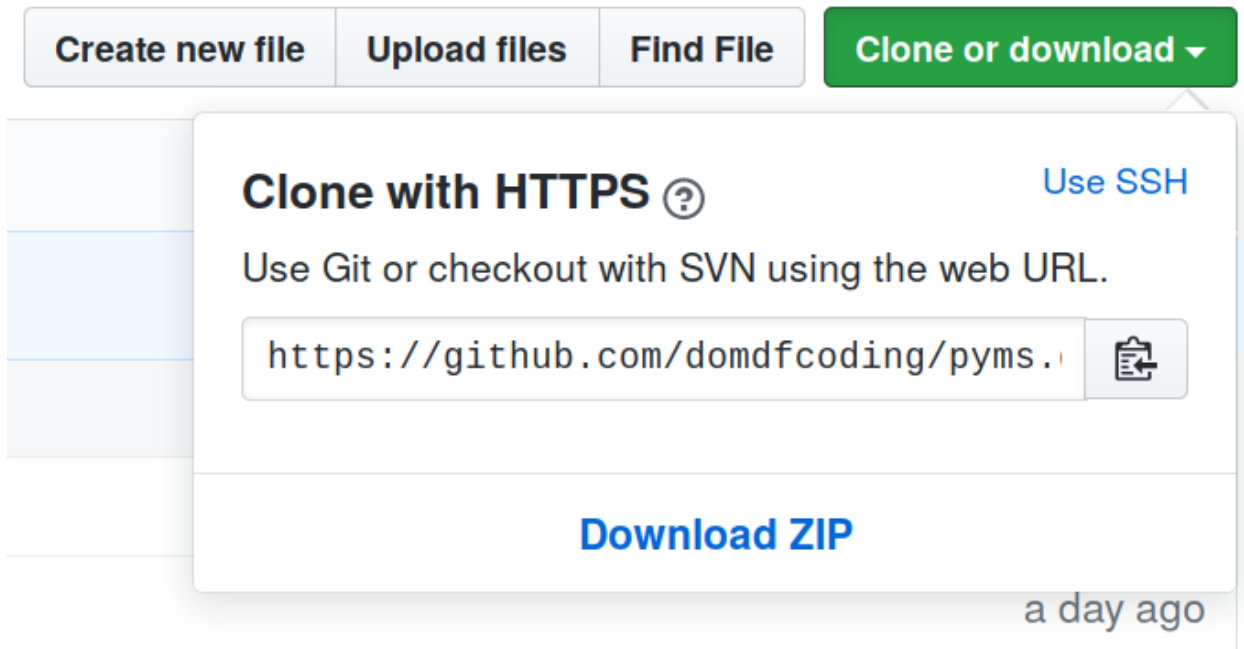 Create new file Upload files Find File Clone or download
Clone with HTTPS Use SSH
Use Git or checkout with SVN using the web URL.
https://github.com/domdfcoding/pyms.
Download ZIP
a day ago